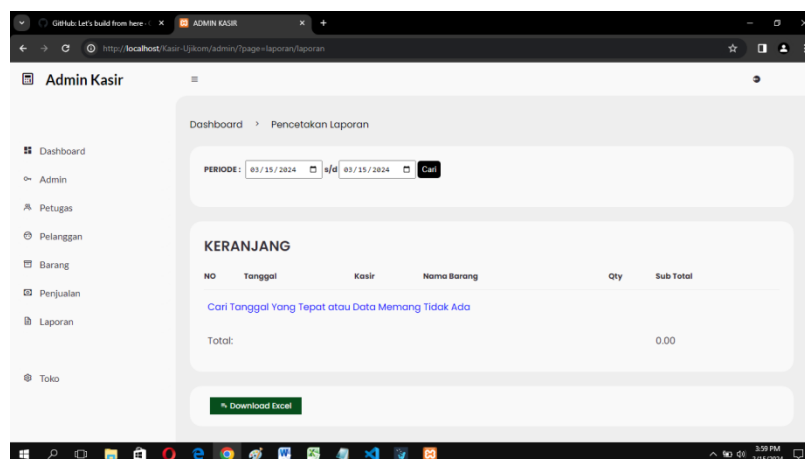 GitHub: Let's build from here
ADMIN KASIR
http://localhost/Kasir-Ujikom/admin/?page=laporan/laporan
Admin Kasir
Dashboard > Pencetakan Laporan
Dashboard
Admin
Petugas
Pelanggan
Barang
Penjualan
Laporan
Toko
PERIODE : 03/15/2024 s/d 03/15/2024 Cari
KERANJANG
NO Tanggal Kasir Nama Barang Qty Sub Total
Cari Tanggal Yang Tepat atau Data Memang Tidak Ada
Total: 0.00
Download Excel
3:59 PM